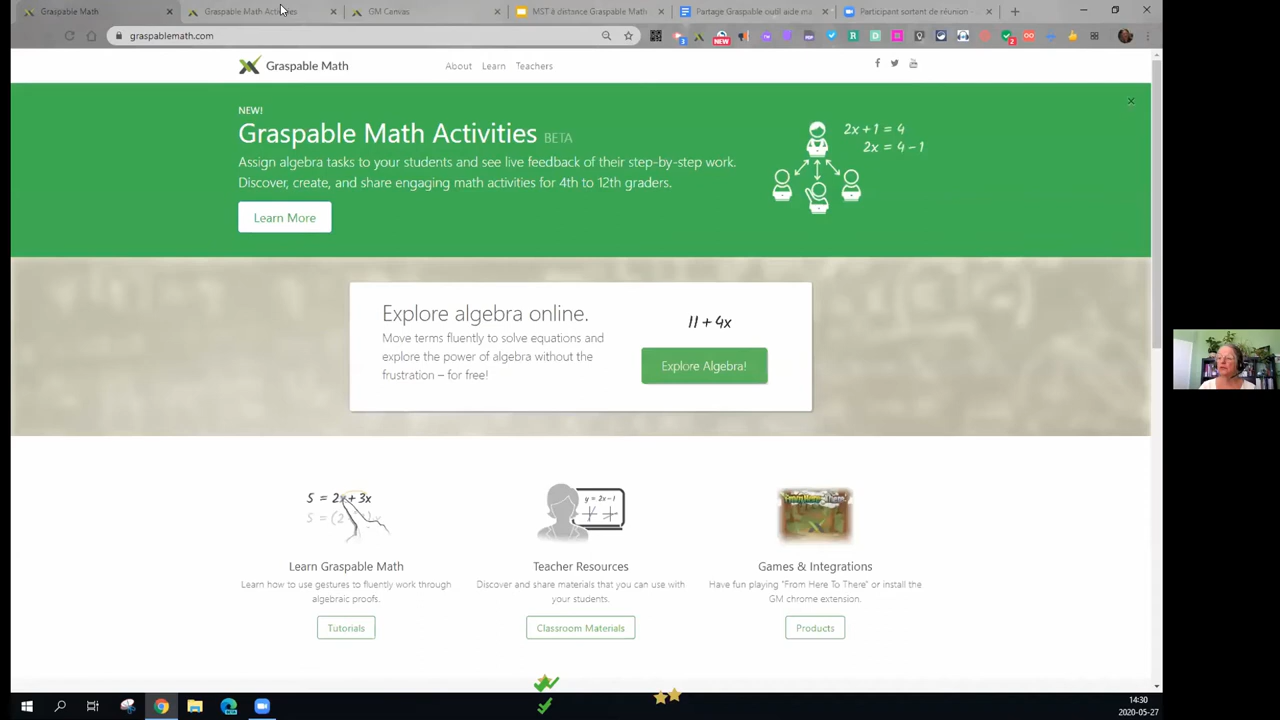 Graspable Math
Graspable Math Activities
GM Canvas
MST à distance Graspable Math
Partage Graspable outil aide ma
Participant sortant de réunion -
graspablemath.com
NEW
3
2
Graspable Math
About
Learn
Teachers
NEW!
Graspable Math Activities BETA
Assign algebra tasks to your students and see live feedback of their step-by-step work.
Discover, create, and share engaging math activities for 4th to 12th graders.
Learn More
2x + 1 = 4
2x = 4 - 1
Explore algebra online.
Move terms fluently to solve equations and
explore the power of algebra without the
frustration – for free!
11 + 4x
Explore Algebra!
5 = 2x + 3x
y = 2x - 1
Learn Graspable Math
Learn how to use gestures to fluently work through
algebraic proofs.
Tutorials
Teacher Resources
Discover and share materials that you can use with
your students.
Classroom Materials
Games & Integrations
Have fun playing "From Here To There" or install the
GM chrome extension.
Products
14:30
2020-05-27